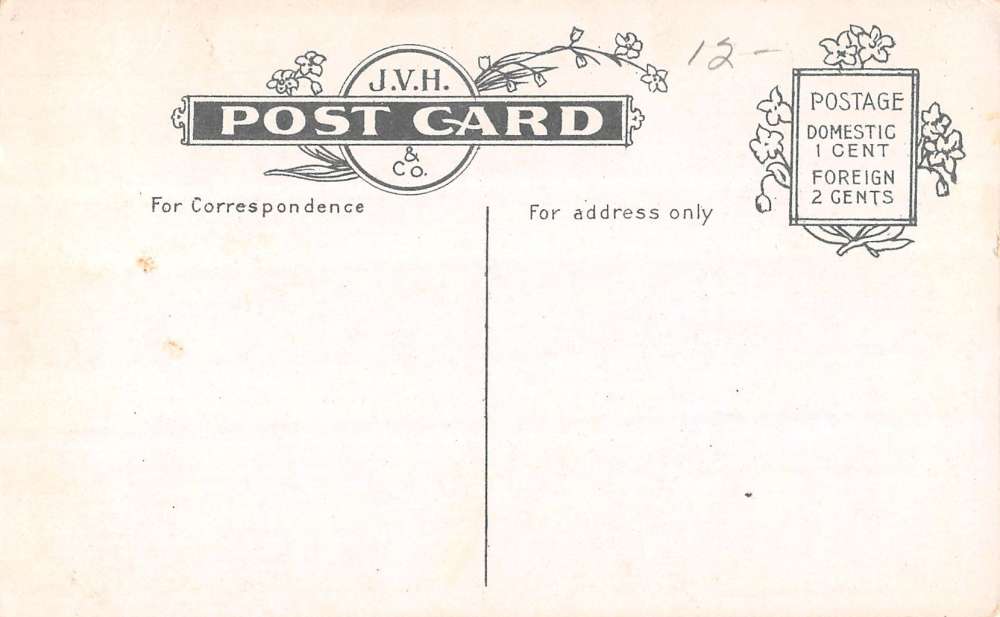 J.V.H.
POST CARD
&
Co.
12-
POSTAGE
DOMESTIC
1 CENT
FOREIGN
2 CENTS
For Correspondence
For address only